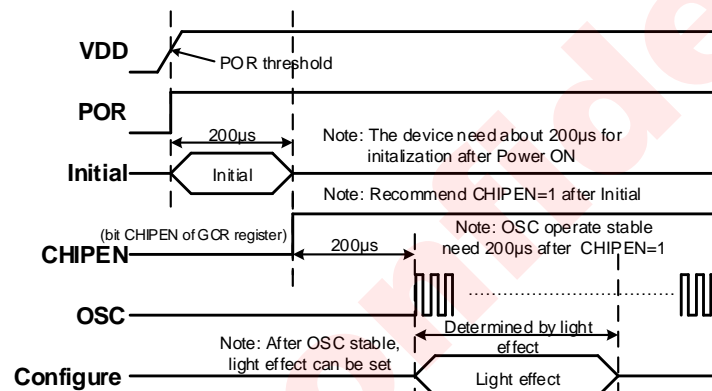 VDD
POR threshold
POR
200µs
Note: The device need about 200µs for
initalization after Power ON
Initial
Initial
Note: Recommend CHIPEN=1 after Initial
(bit CHIPEN of GCR register)
CHIPEN
200µs
Note: OSC operate stable
need 200µs after CHIPEN=1
OSC
Note: After OSC stable,
light effect can be set
Determined by light
effect
Configure
Light effect